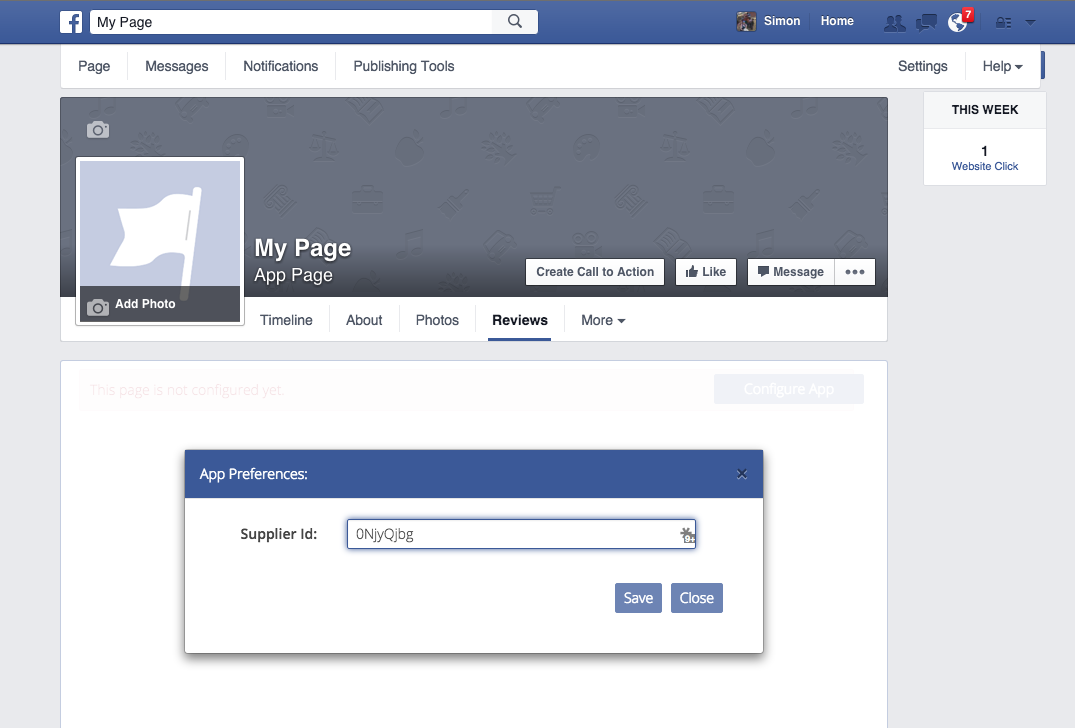 f My Page Simon Home 7
Page Messages Notifications Publishing Tools Settings Help
THIS WEEK
1
Website Click
My Page
App Page
Create Call to Action Like Message •••
Add Photo
Timeline About Photos Reviews More
This page is not configured yet. Configure App
App Preferences: ×
Supplier Id: 0NjyQjbg 9+
Save Close